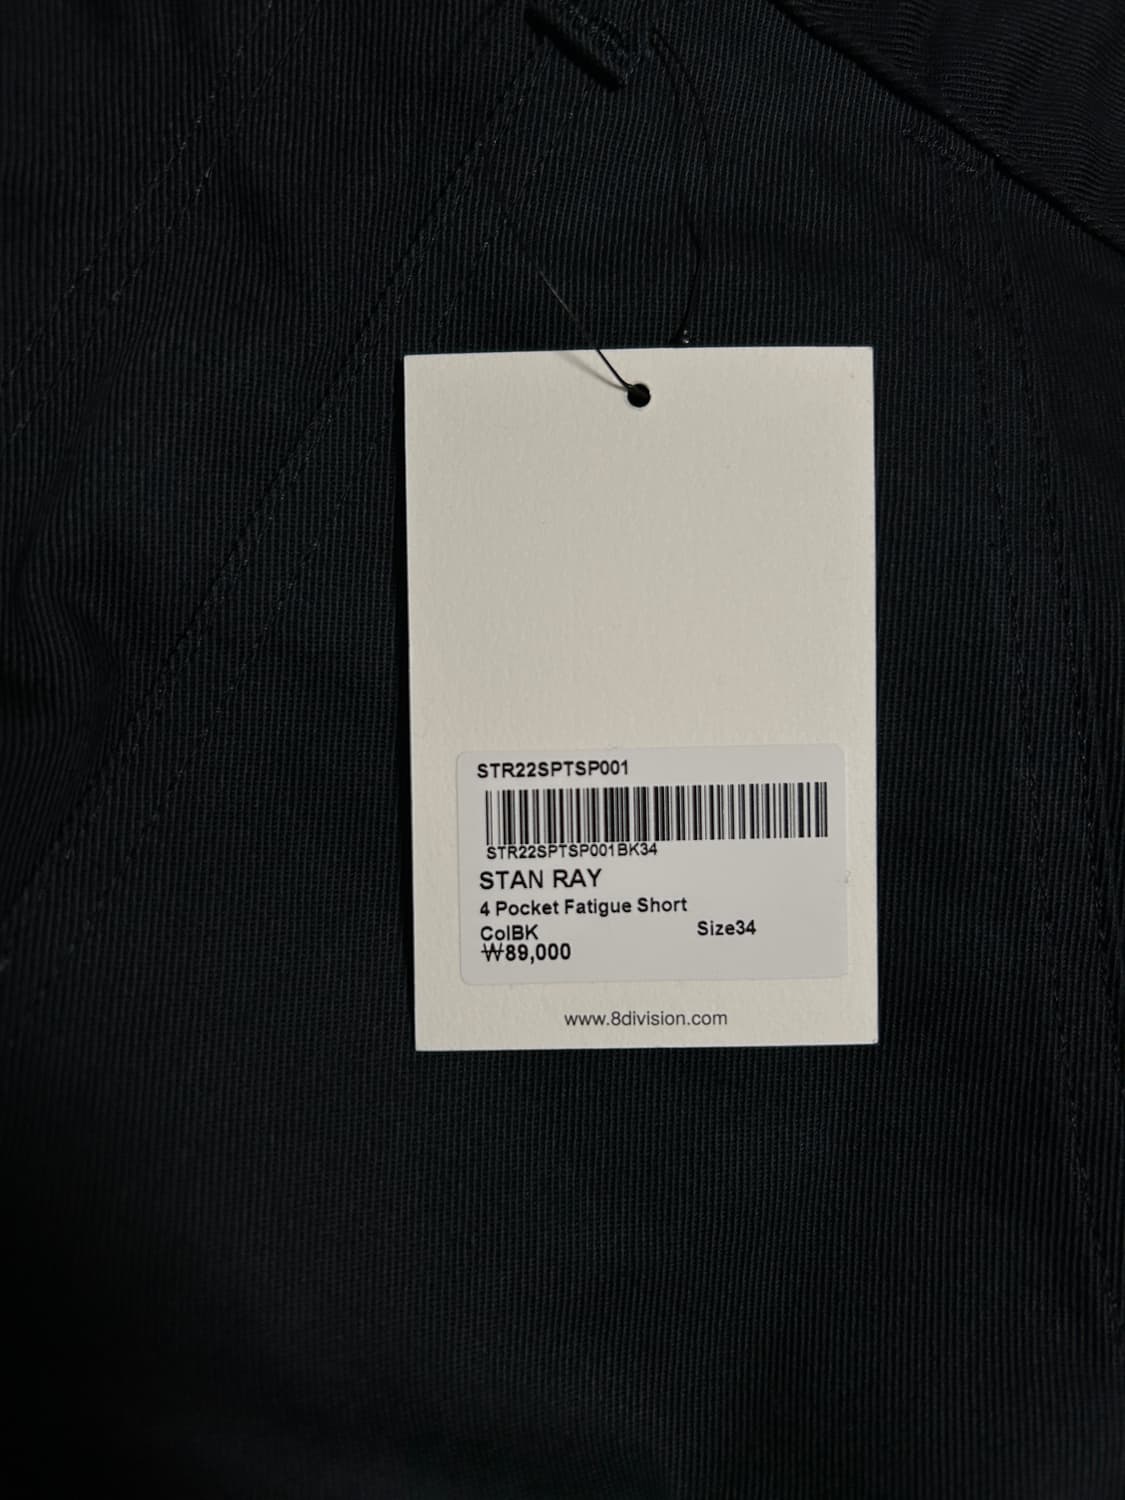 STR22SPTSP001
STR22SPTSP001BK34
STAN RAY
4 Pocket Fatigue Short
ColBK Size34
₩89,000
www.8division.com